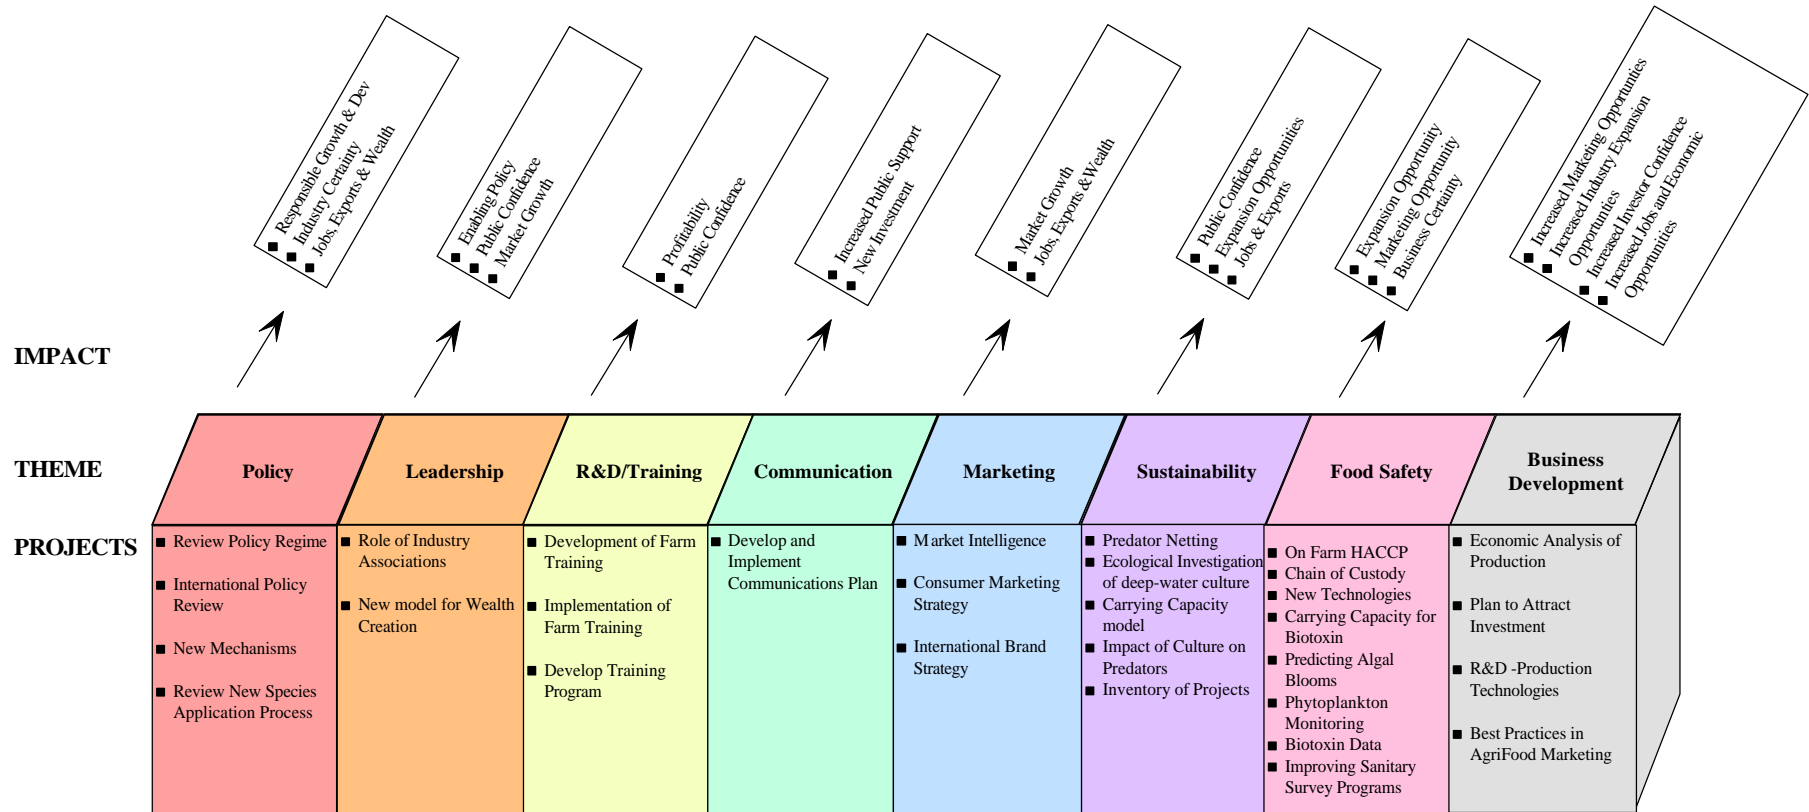 Responsible Growth & Dev
Industry Certainty
Jobs, Exports & Wealth
Enabling Policy
Public Confidence
Market Growth
Profitability
Public Confidence
Increased Public Support
New Investment
Market Growth
Jobs, Exports & Wealth
Public Confidence
Expansion Opportunities
Jobs & Exports
Expansion Opportunity
Marketing Opportunity
Business Certainty
Increased Marketing Opportunities
Increased Industry Expansion
Opportunities
Increased Investor Confidence
Increased Jobs and Economic
Opportunities
IMPACT
THEME
Policy
Leadership
R&D/Training
Communication
Marketing
Sustainability
Food Safety
Business
Development
PROJECTS
Review Policy Regime
International Policy
Review
New Mechanisms
Review New Species
Application Process
Role of Industry
Associations
New model for Wealth
Creation
Development of Farm
Training
Implementation of
Farm Training
Develop Training
Program
Develop and
Implement
Communications Plan
Market Intelligence
Consumer Marketing
Strategy
International Brand
Strategy
Predator Netting
Ecological Investigation
of deep-water culture
Carrying Capacity
model
Impact of Culture on
Predators
Inventory of Projects
On Farm HACCP
Chain of Custody
New Technologies
Carrying Capacity for
Biotoxin
Predicting Algal
Blooms
Phytoplankton
Monitoring
Biotoxin Data
Improving Sanitary
Survey Programs
Economic Analysis of
Production
Plan to Attract
Investment
R&D -Production
Technologies
Best Practices in
AgriFood Marketing